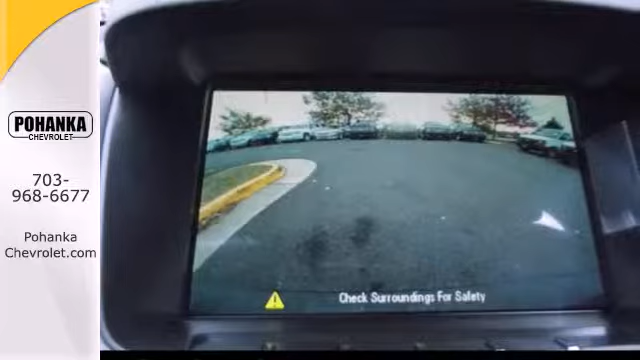 POHANKA
CHEVROLET
703-
968-6677
Pohanka
Chevrolet.com
Check Surroundings For Safety